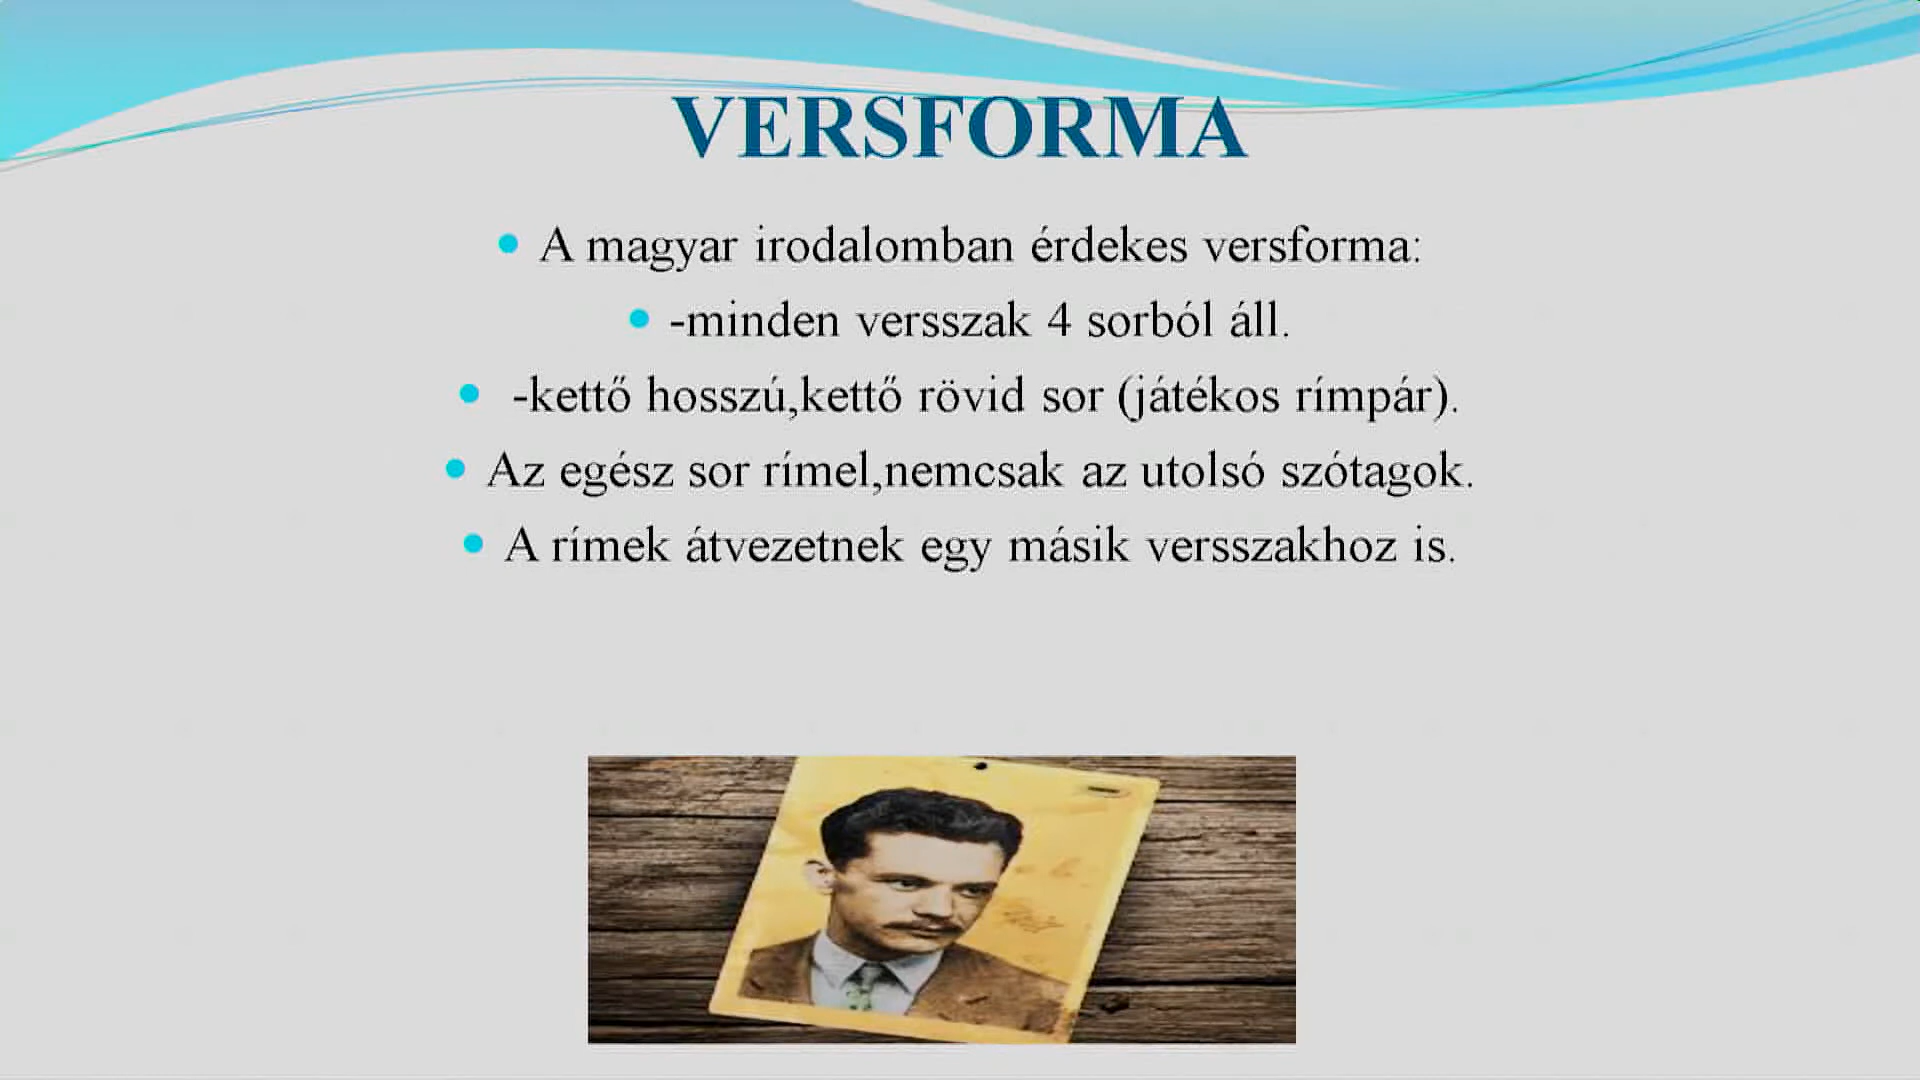 VERSFORMA
A magyar irodalomban érdekes versforma:
-minden versszak 4 sorból áll.
-kettő hosszú,kettő rövid sor (játékos rímpár).
Az egész sor rímel,nemcsak az utolsó szótagok.
A rímek átvezetnek egy másik versszakhoz is.